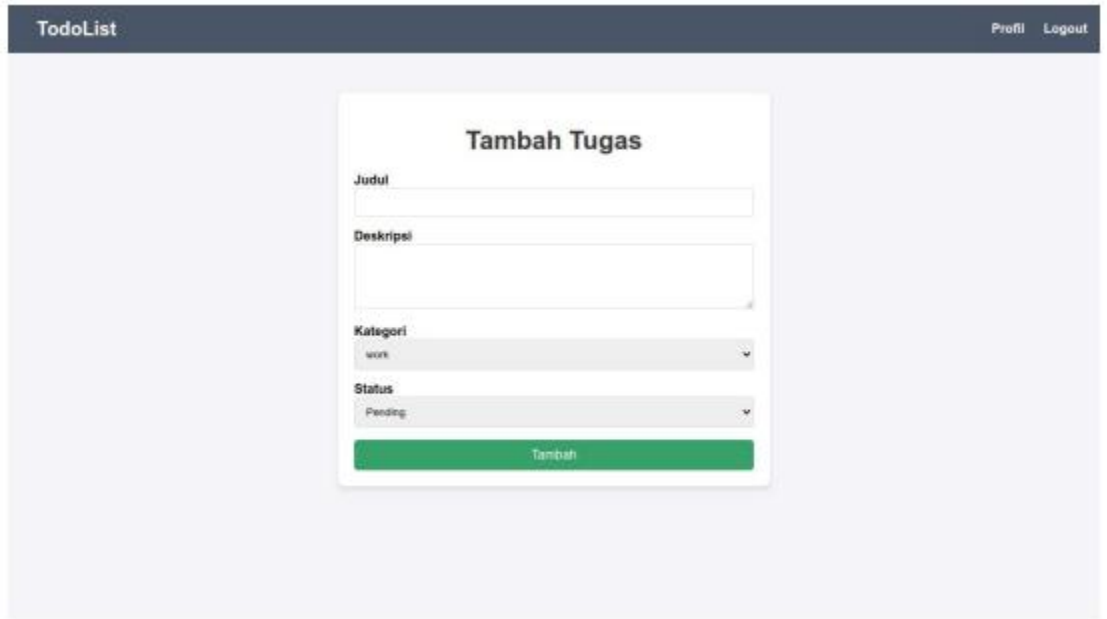 TodoList
Profil Logout
Tambah Tugas
Judul
Deskripsi
Kategori
work
Status
Pending
Tambah